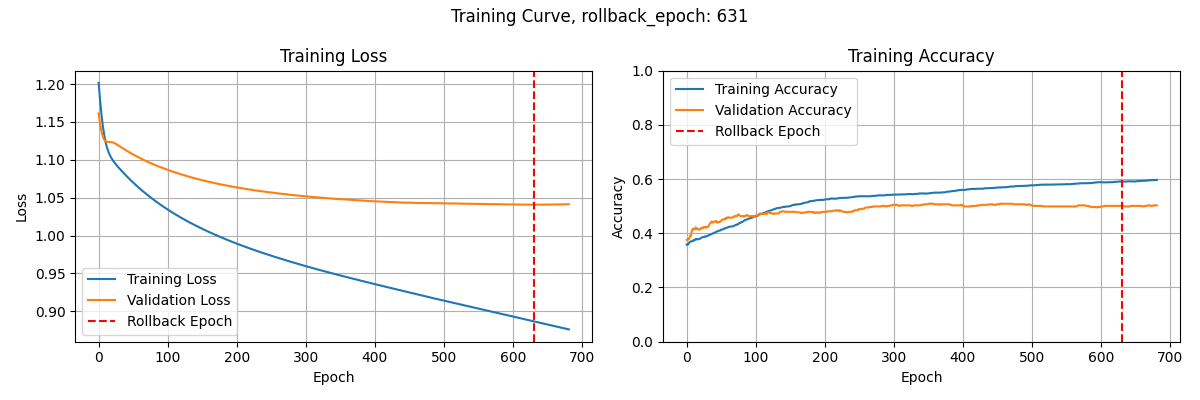 Training Curve, rollback_epoch: 631
Training Loss
1.20
1.15
1.10
1.05
1.00
0.95
0.90
Loss
Training Loss
Validation Loss
Rollback Epoch
0 100 200 300 400 500 600 700
Epoch
Training Accuracy
1.0
0.8
0.6
0.4
0.2
0.0
Accuracy
Training Accuracy
Validation Accuracy
Rollback Epoch
0 100 200 300 400 500 600 700
Epoch